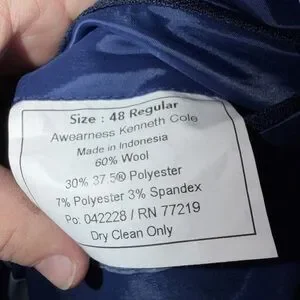 Size : 48 Regular
Awearness Kenneth Cole
Made in Indonesia
60% Wool
30% 37.5® Polyester
7% Polyester 3% Spandex
Po: 042228 / RN 77219
Dry Clean Only